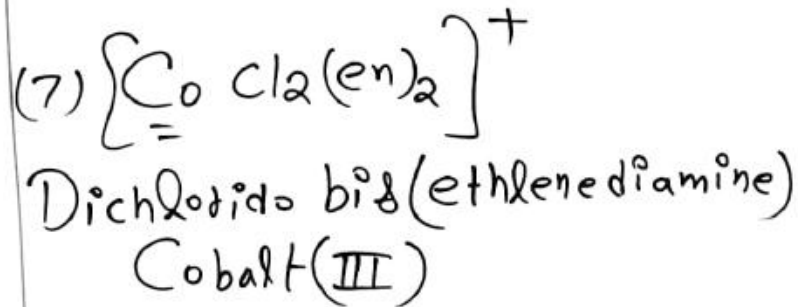 (7) [Co Cl2(en)2]+
Dichlorido bis(ethlenediamine)
Cobalt(III)